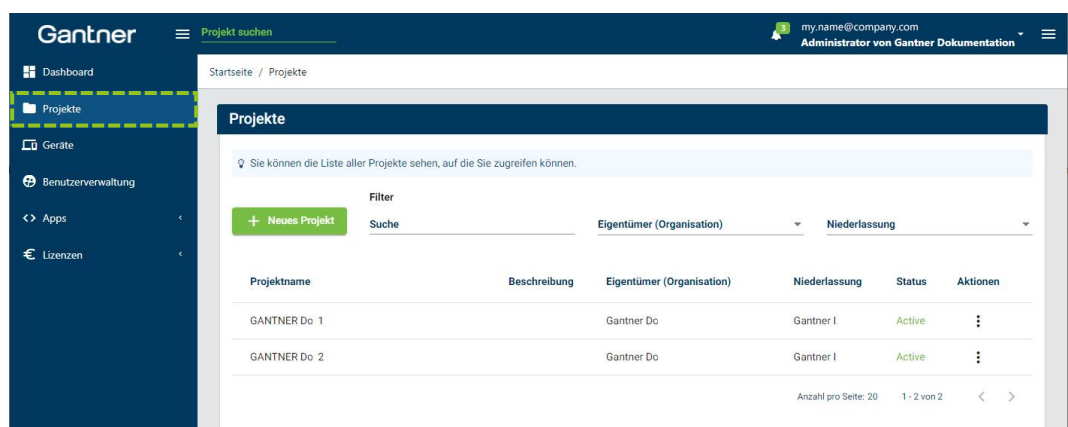 Gantner
Projekt suchen
3
my.name@company.com
Administrator von Gantner Dokumentation
Dashboard
Projekte
Geräte
Benutzerverwaltung
Apps
Lizenzen
Startseite / Projekte
Projekte
Sie können die Liste aller Projekte sehen, auf die Sie zugreifen können.
Filter
+ Neues Projekt Suche Eigentümer (Organisation) Niederlassung
Projektname Beschreibung Eigentümer (Organisation) Niederlassung Status Aktionen
GANTNER Do 1 Gantner Do Gantner I Active
GANTNER Do 2 Gantner Do Gantner I Active
Anzahl pro Seite: 20 1 - 2 von 2